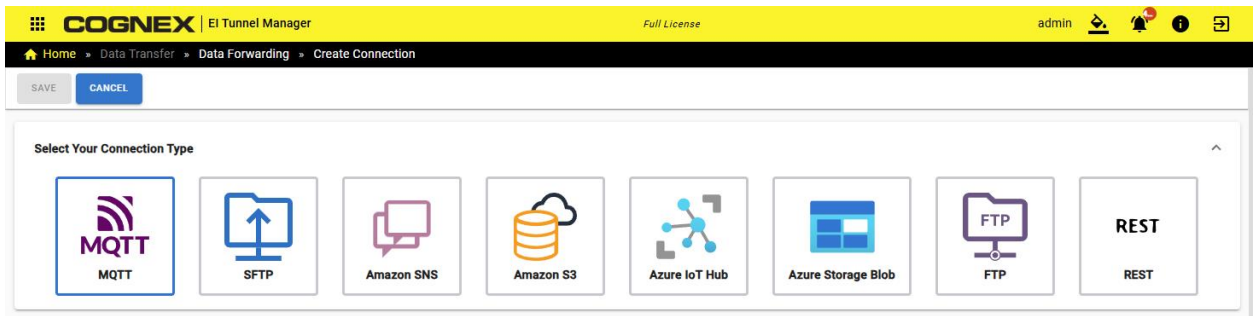 COGNEX | EI Tunnel Manager Full License admin
Home » Data Transfer » Data Forwarding » Create Connection
SAVE CANCEL
Select Your Connection Type
MQTT FTP REST
MQTT SFTP Amazon SNS Amazon S3 Azure IoT Hub Azure Storage Blob FTP REST